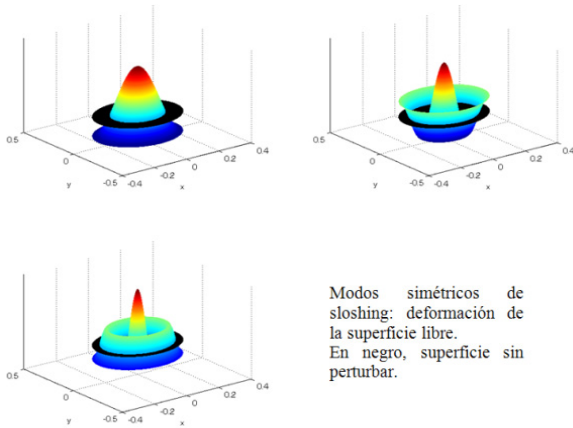 0.5
0
-0.5
y
-0.4
-0.2
0
0.2
0.4
x
0.5
0
-0.5
y
-0.4
-0.2
0
0.2
0.4
x
0.5
0
-0.5
y
-0.4
-0.2
0
0.2
0.4
x
Modos simétricos de
sloshing: deformación de
la superficie libre.
En negro, superficie sin
perturbar.